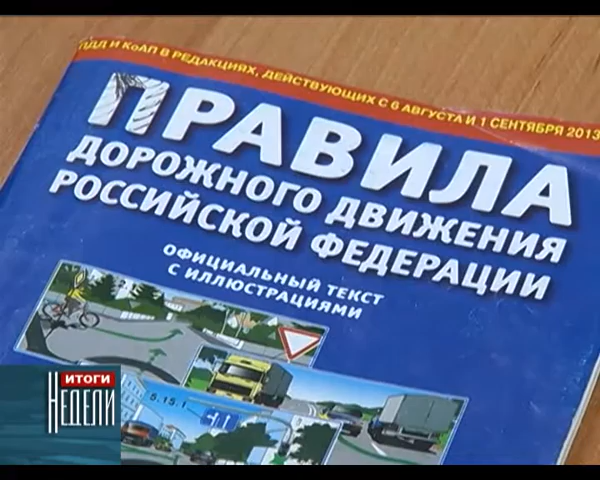 ПДД И КоАП В РЕДАКЦИЯХ, ДЕЙСТВУЮЩИХ С 6 АВГУСТА И 1 СЕНТЯБРЯ 2013
ПРАВИЛА
ДОРОЖНОГО ДВИЖЕНИЯ
РОССИЙСКОЙ ФЕДЕРАЦИИ
ОФИЦИАЛЬНЫЙ ТЕКСТ
С ИЛЛЮСТРАЦИЯМИ
5.15.1
ИТОГИ
НЕДЕЛИ